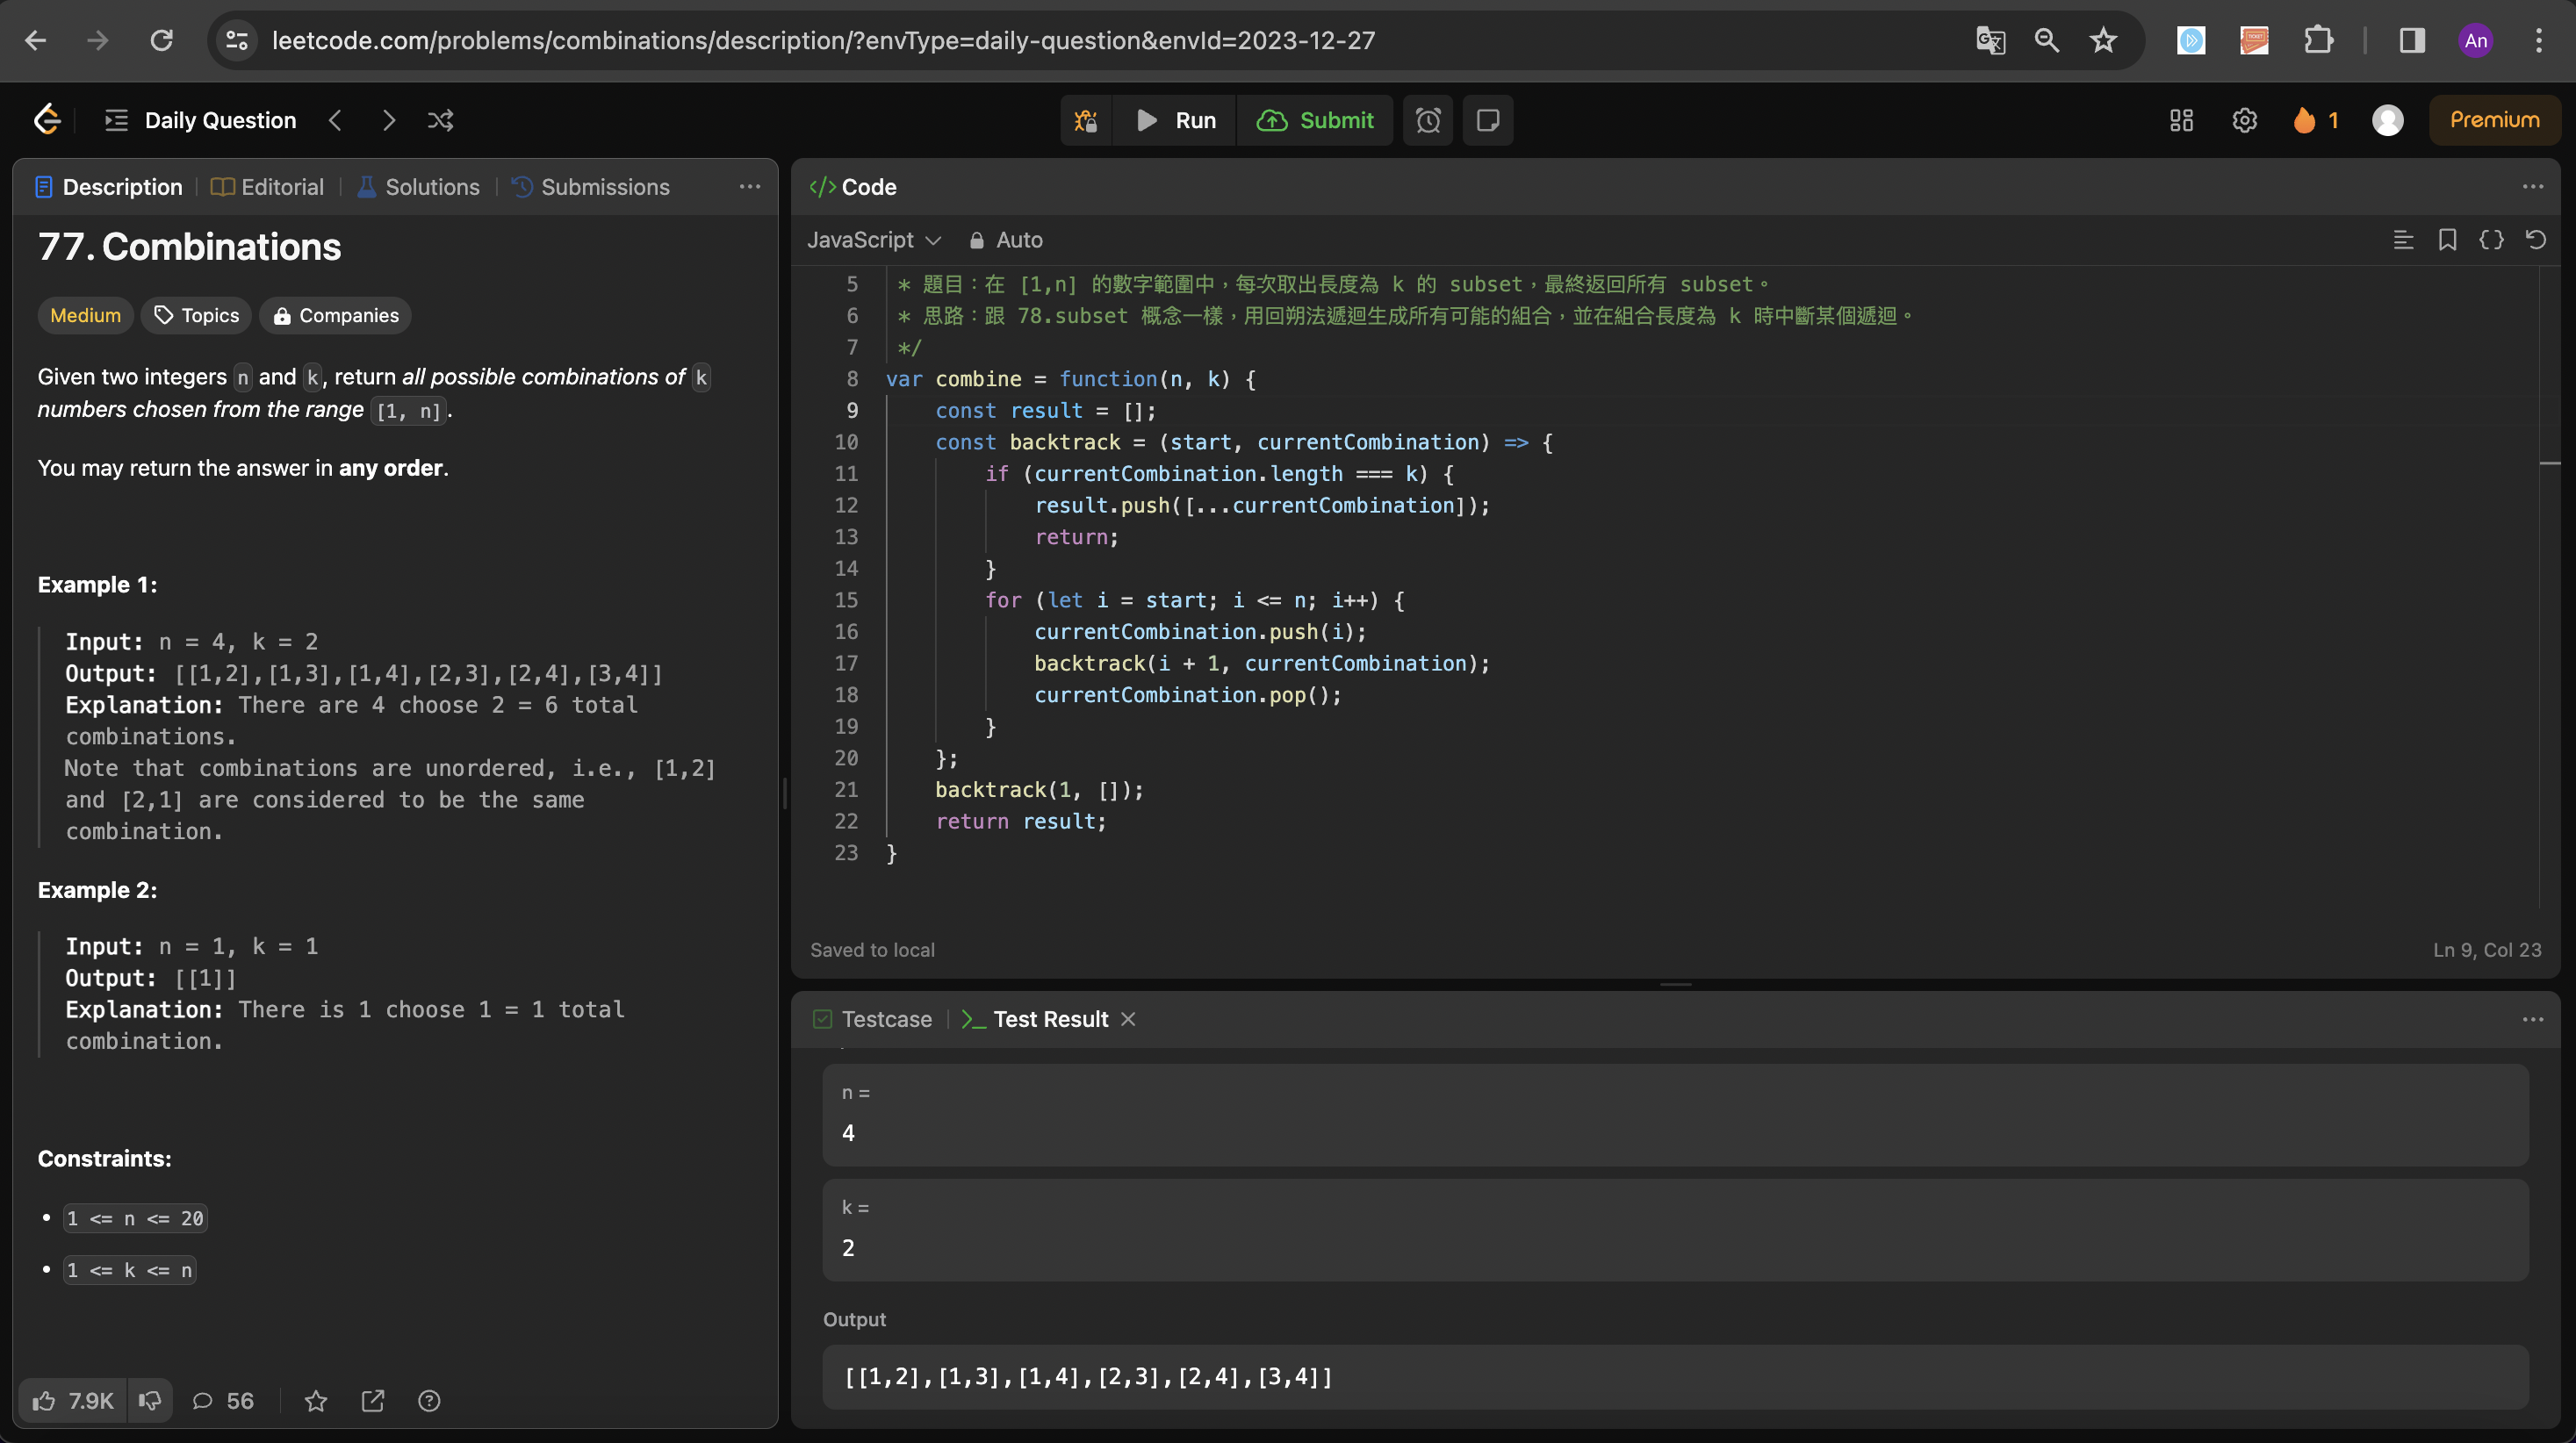 leetcode.com/problems/combinations/description/?envType=daily-question&envId=2023-12-27
An
Daily Question
Run
Submit
1
Premium
Description
Editorial
Solutions
Submissions
77. Combinations
Medium
Topics
Companies
Given two integers n and k, return all possible combinations of k
numbers chosen from the range [1, n].
You may return the answer in any order.
Example 1:
Input: n = 4, k = 2
Output: [[1,2],[1,3],[1,4],[2,3],[2,4],[3,4]]
Explanation: There are 4 choose 2 = 6 total
combinations.
Note that combinations are unordered, i.e., [1,2]
and [2,1] are considered to be the same
combination.
Example 2:
Input: n = 1, k = 1
Output: [[1]]
Explanation: There is 1 choose 1 = 1 total
combination.
Constraints:
• 1 <= n <= 20
• 1 <= k <= n
7.9K
56
</> Code
JavaScript
Auto
5 * 題目：在 [1,n] 的數字範圍中，每次取出長度為 k 的 subset，最終返回所有 subset。
6 * 思路：跟 78.subset 概念一樣，用回朔法遞迴生成所有可能的組合，並在組合長度為 k 時中斷某個遞迴。
7 */
8 var combine = function(n, k) {
9 const result = [];
10 const backtrack = (start, currentCombination) => {
11 if (currentCombination.length === k) {
12 result.push([...currentCombination]);
13 return;
14 }
15 for (let i = start; i <= n; i++) {
16 currentCombination.push(i);
17 backtrack(i + 1, currentCombination);
18 currentCombination.pop();
19 }
20 };
21 backtrack(1, []);
22 return result;
23 }
Saved to local
Ln 9, Col 23
Testcase
Test Result
n =
4
k =
2
Output
[[1,2],[1,3],[1,4],[2,3],[2,4],[3,4]]